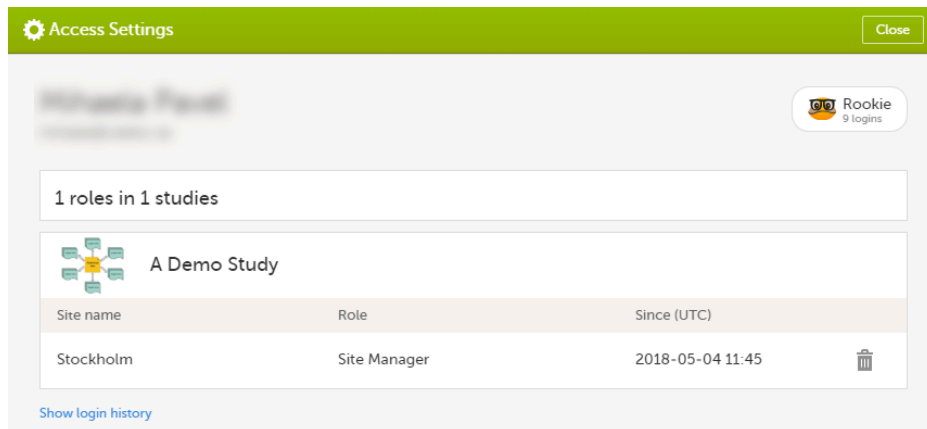 Access Settings
Close
Rookie
9 logins
1 roles in 1 studies
A Demo Study
Site name Role Since (UTC)
Stockholm Site Manager 2018-05-04 11:45
Show login history